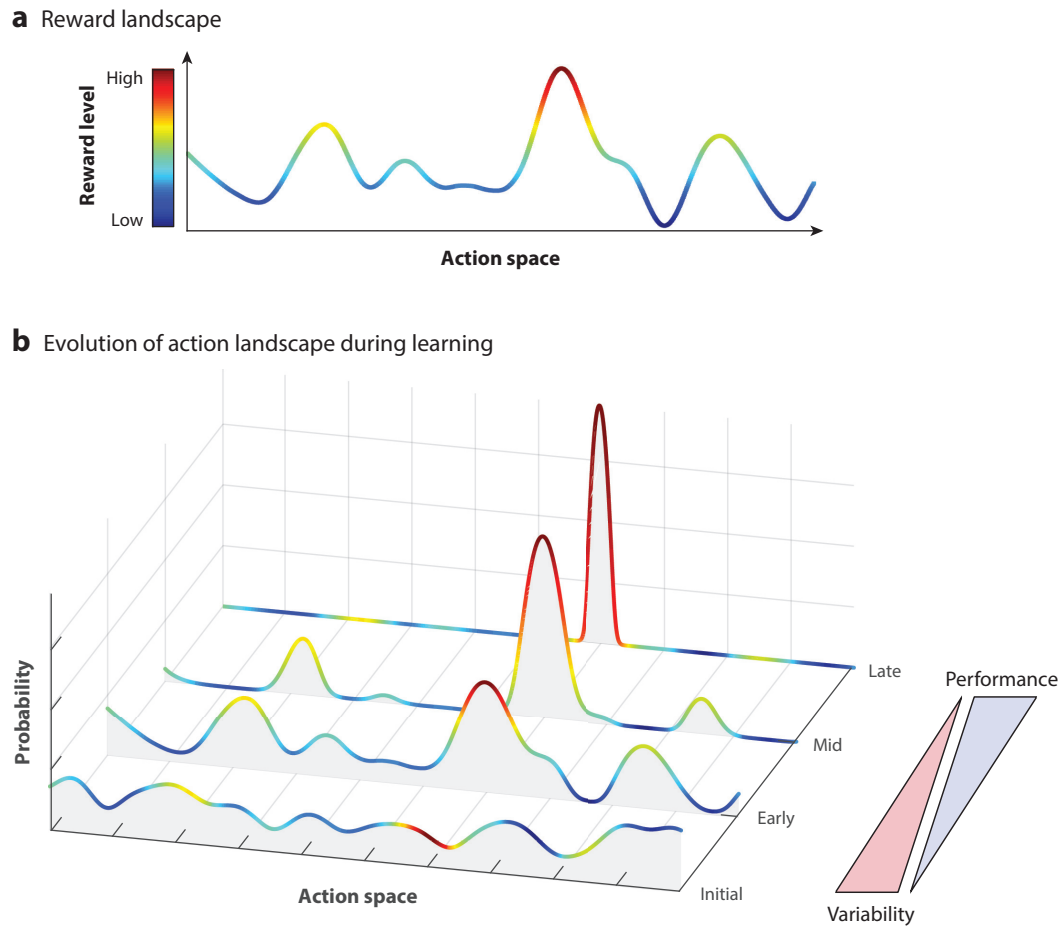 a Reward landscape
High
Reward level
Low
Action space
b Evolution of action landscape during learning
Probability
Late
Performance
Mid
Early
Action space
Initial
Variability